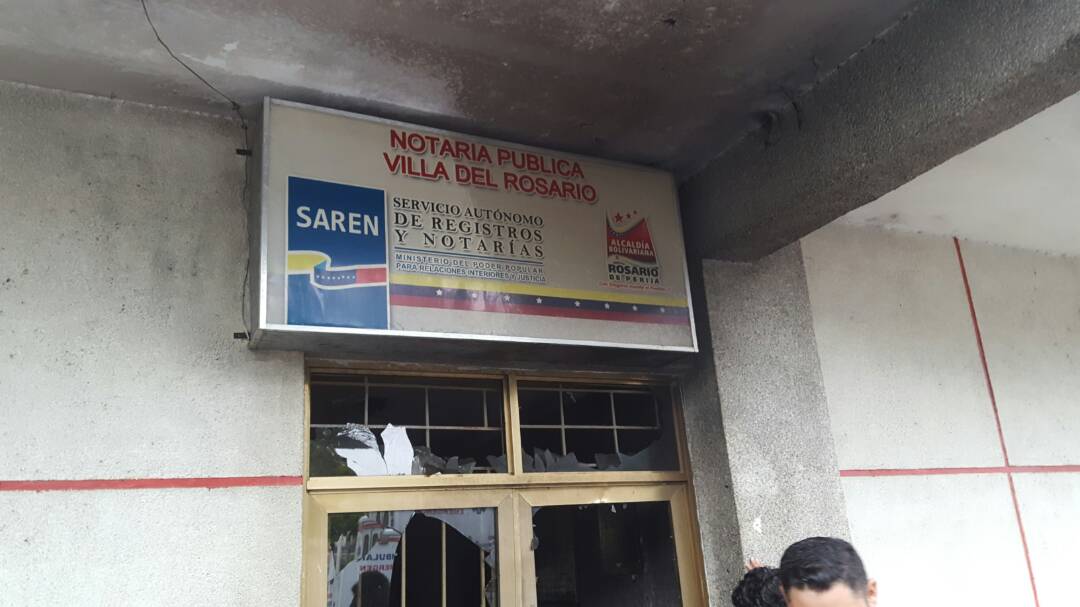 NOTARIA PUBLICA
VILLA DEL ROSARIO
SAREN
SERVICIO AUTÓNOMO
DE REGISTROS
Y NOTARÍAS
MINISTERIO DEL PODER POPULAR
PARA RELACIONES INTERIORES Y JUSTICIA
ALCALDÍA
BOLIVARIANA
ROSARIO
DE PERIJÁ